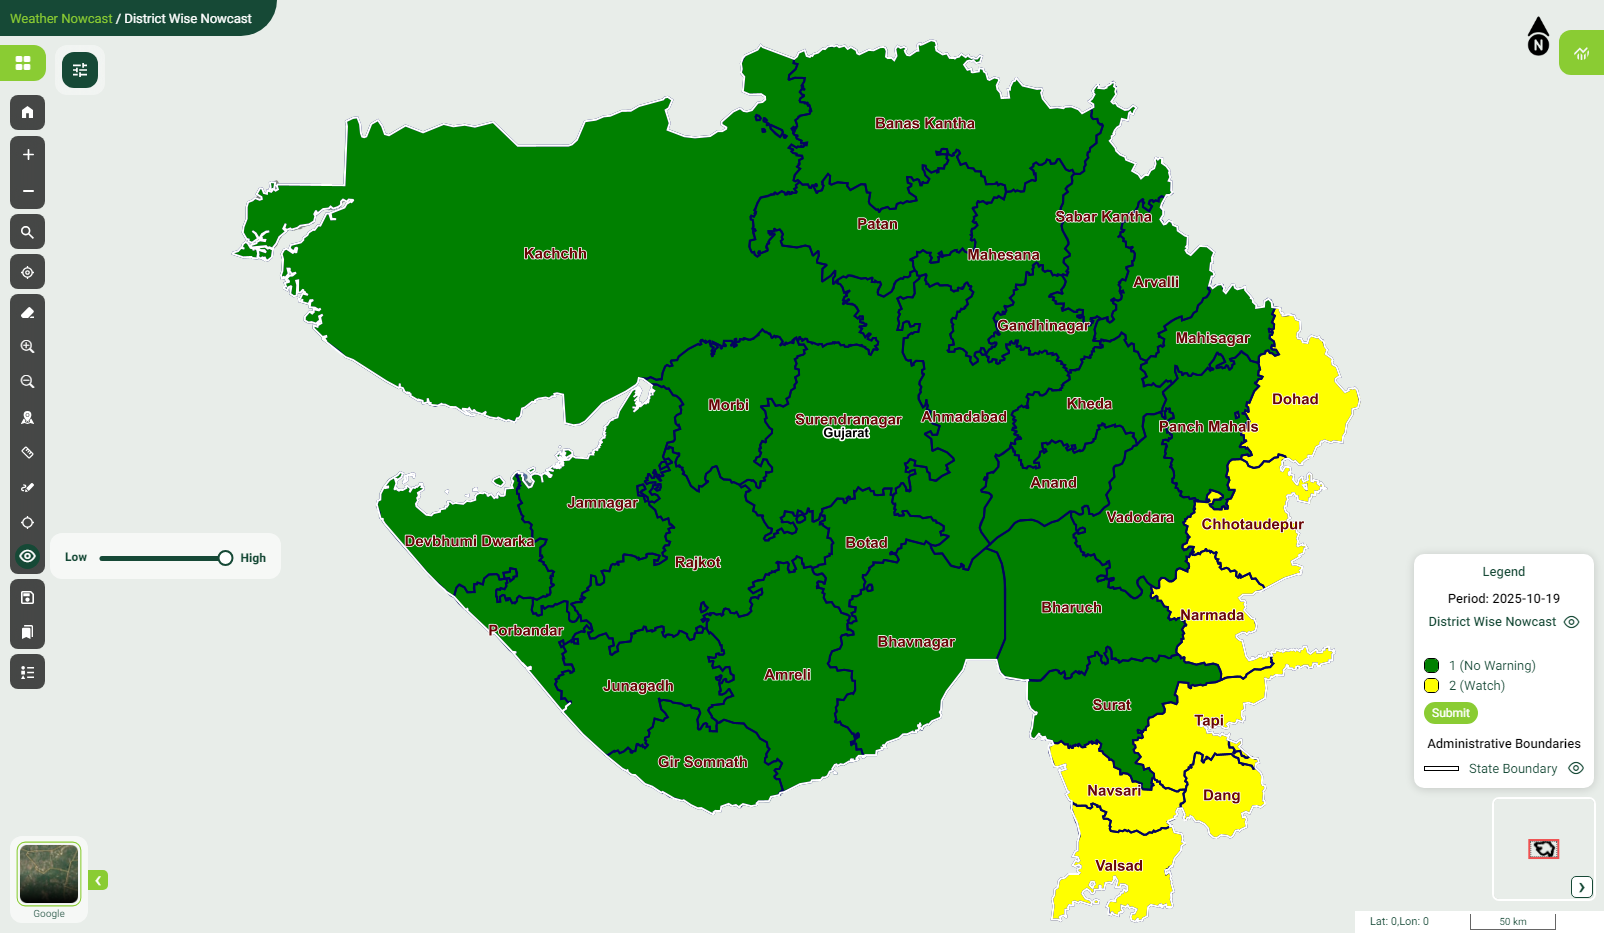 Weather Nowcast / District Wise Nowcast
N
Banas Kantha
Patan
Sabar Kantha
Kachchh
Mahesana
Arvalli
Gandhinagar
Mahisagar
Dohad
Morbi
Kheda
Surendranagar
Ahmadabad
Gujarat
Panch Mahals
Anand
Jamnagar
Vadodara
Chhotaudepur
Devbhumi Dwarka
Botad
Rajkot
Low
High
Bharuch
Narmada
Porbandar
Bhavnagar
Amreli
Junagadh
Surat
Tapi
Gir Somnath
Navsari
Dang
Valsad
Legend
Period: 2025-10-19
District Wise Nowcast
1 (No Warning)
2 (Watch)
Submit
Administrative Boundaries
State Boundary
Google
Lat: 0,Lon: 0
50 km